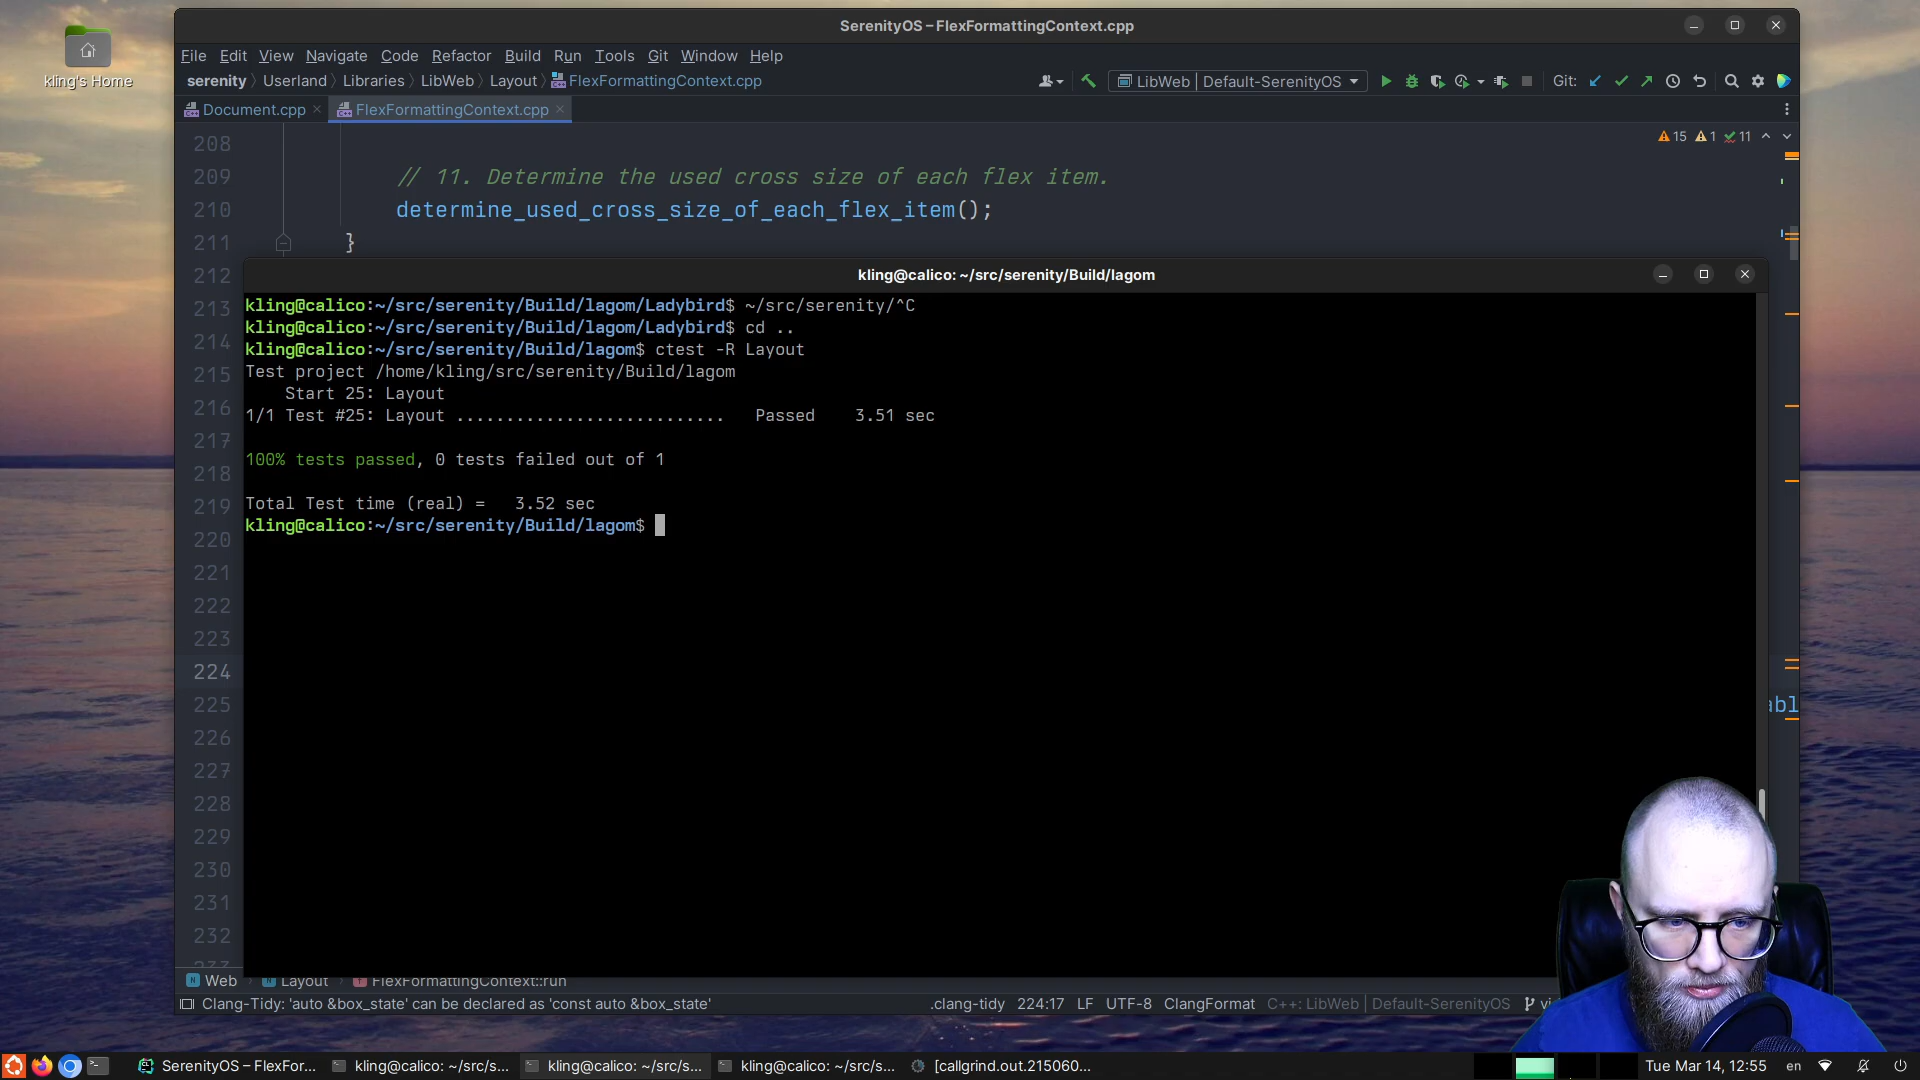 kling's Home
SerenityOS – FlexFormattingContext.cpp
File Edit View Navigate Code Refactor Build Run Tools Git Window Help
serenity Userland Libraries LibWeb Layout FlexFormattingContext.cpp
LibWeb | Default-SerenityOS
Git:
Document.cpp
FlexFormattingContext.cpp
15 1 11
208
209 // 11. Determine the used cross size of each flex item.
210 determine_used_cross_size_of_each_flex_item();
211 }
212
213
214
215
216
217
218
219
220
221
222
223
224
225 abl
226
227
228
229
230
231
232
233
kling@calico: ~/src/serenity/Build/lagom
kling@calico:~/src/serenity/Build/lagom/Ladybird$ ~/src/serenity/^C
kling@calico:~/src/serenity/Build/lagom/Ladybird$ cd ..
kling@calico:~/src/serenity/Build/lagom$ ctest -R Layout
Test project /home/kling/src/serenity/Build/lagom
    Start 25: Layout
1/1 Test #25: Layout ........................... Passed 3.51 sec
100% tests passed, 0 tests failed out of 1
Total Test time (real) = 3.52 sec
kling@calico:~/src/serenity/Build/lagom$
Web Layout FlexFormattingContext::run
Clang-Tidy: 'auto &box_state' can be declared as 'const auto &box_state'
.clang-tidy 224:17 LF UTF-8 ClangFormat C++: LibWeb | Default-SerenityOS
SerenityOS – FlexFor...
kling@calico: ~/src/s...
kling@calico: ~/src/s...
kling@calico: ~/src/s...
[callgrind.out.215060...
Tue Mar 14, 12:55
en